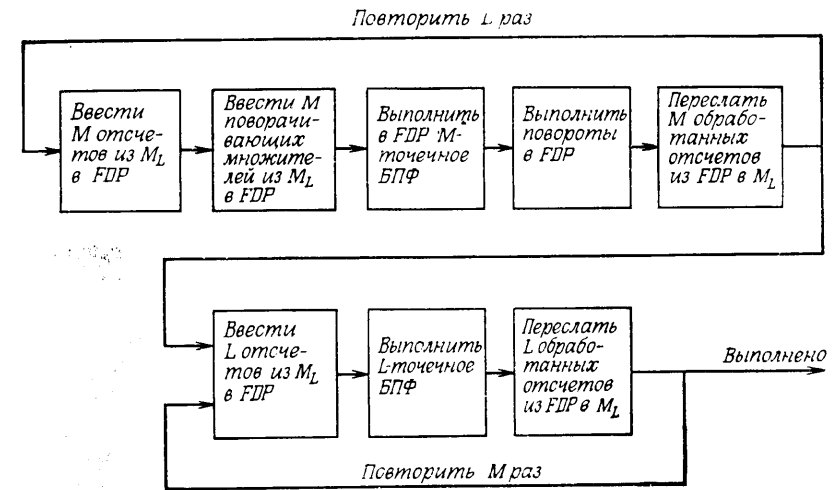 Повторить L раз
Ввести
M отсче-
тов из M_L
в FDP
Ввести M
поворачи-
вающих
множите-
лей из M_L
в FDP
Выполнить
в FDP M-
точечное
БПФ
Выполнить
повороты
в FDP
Переслать
M обрабо-
танных
отсчетов
из FDP в M_L
Ввести
L отсче-
тов из M_L
в FDP
Выполнить
L-точечное
БПФ
Переслать
L обрабо-
танных
отсчетов
из FDP в M_L
Выполнено
Повторить M раз